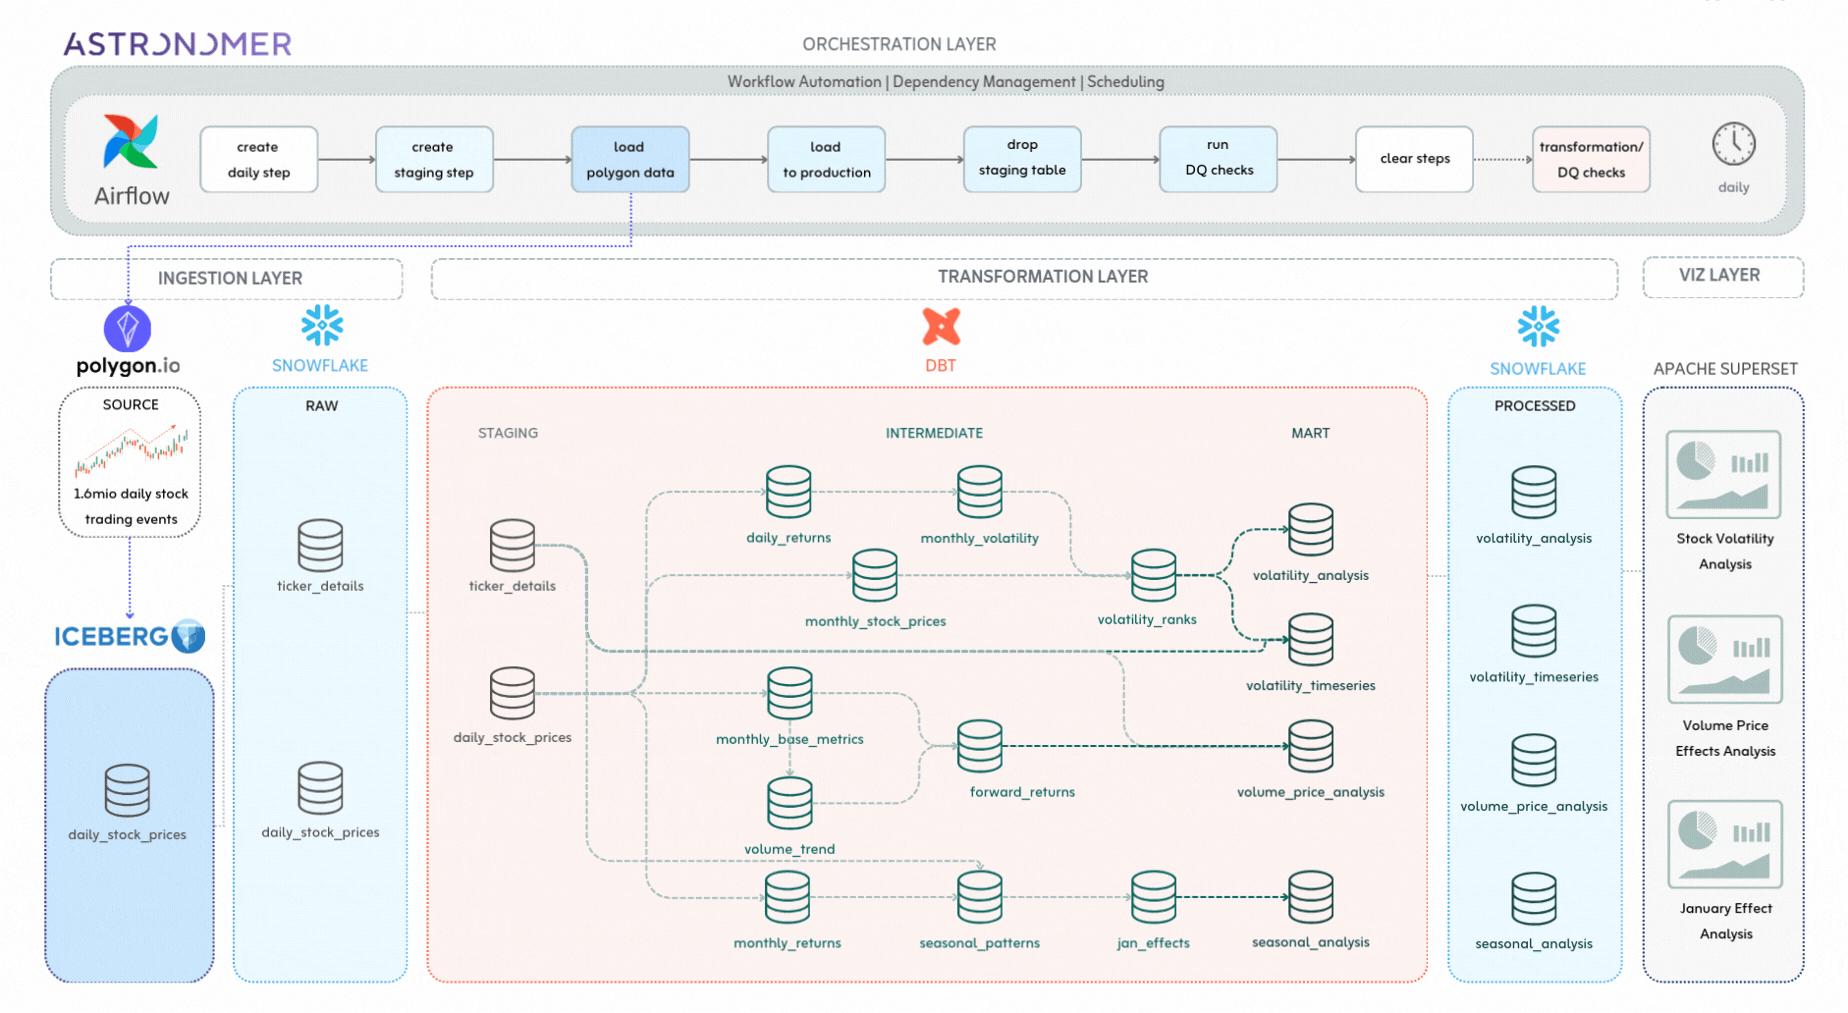 ASTRONOMER
ORCHESTRATION LAYER
Workflow Automation | Dependency Management | Scheduling
Airflow
create
daily step
create
staging step
load
polygon data
load
to production
drop
staging table
run
DQ checks
clear steps
transformation/
DQ checks
daily
INGESTION LAYER
TRANSFORMATION LAYER
VIZ LAYER
polygon.io
SNOWFLAKE
DBT
SNOWFLAKE
APACHE SUPERSET
SOURCE
1.6mio daily stock
trading events
ICEBERG
daily_stock_prices
RAW
ticker_details
daily_stock_prices
STAGING
INTERMEDIATE
MART
ticker_details
daily_stock_prices
daily_returns
monthly_volatility
monthly_stock_prices
volatility_ranks
monthly_base_metrics
volume_trend
forward_returns
monthly_returns
seasonal_patterns
jan_effects
volatility_analysis
volatility_timeseries
volume_price_analysis
seasonal_analysis
PROCESSED
volatility_analysis
volatility_timeseries
volume_price_analysis
seasonal_analysis
Stock Volatility
Analysis
Volume Price
Effects Analysis
January Effect
Analysis